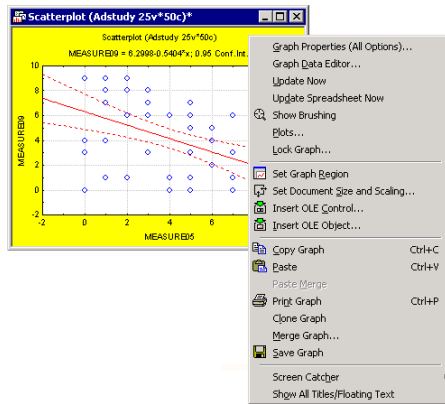 Scatterplot (Adstudy 25v*50c)*
Scatterplot (Adstudy 25v*50c)
MEASURE09 = 6.2998-0.5404*x; 0.95 Conf.Int.
10
8
6
4
2
0
-2
MEASURE09
-2
0
2
4
6
MEASURE05
Graph Properties (All Options)...
Graph Data Editor...
Update Now
Update Spreadsheet Now
Show Brushing
Plots...
Lock Graph...
Set Graph Region
Set Document Size and Scaling...
Insert OLE Control...
Insert OLE Object...
Copy Graph Ctrl+C
Paste Ctrl+V
Paste Merge
Print Graph Ctrl+P
Clone Graph
Merge Graph...
Save Graph
Screen Catcher
Show All Titles/Floating Text